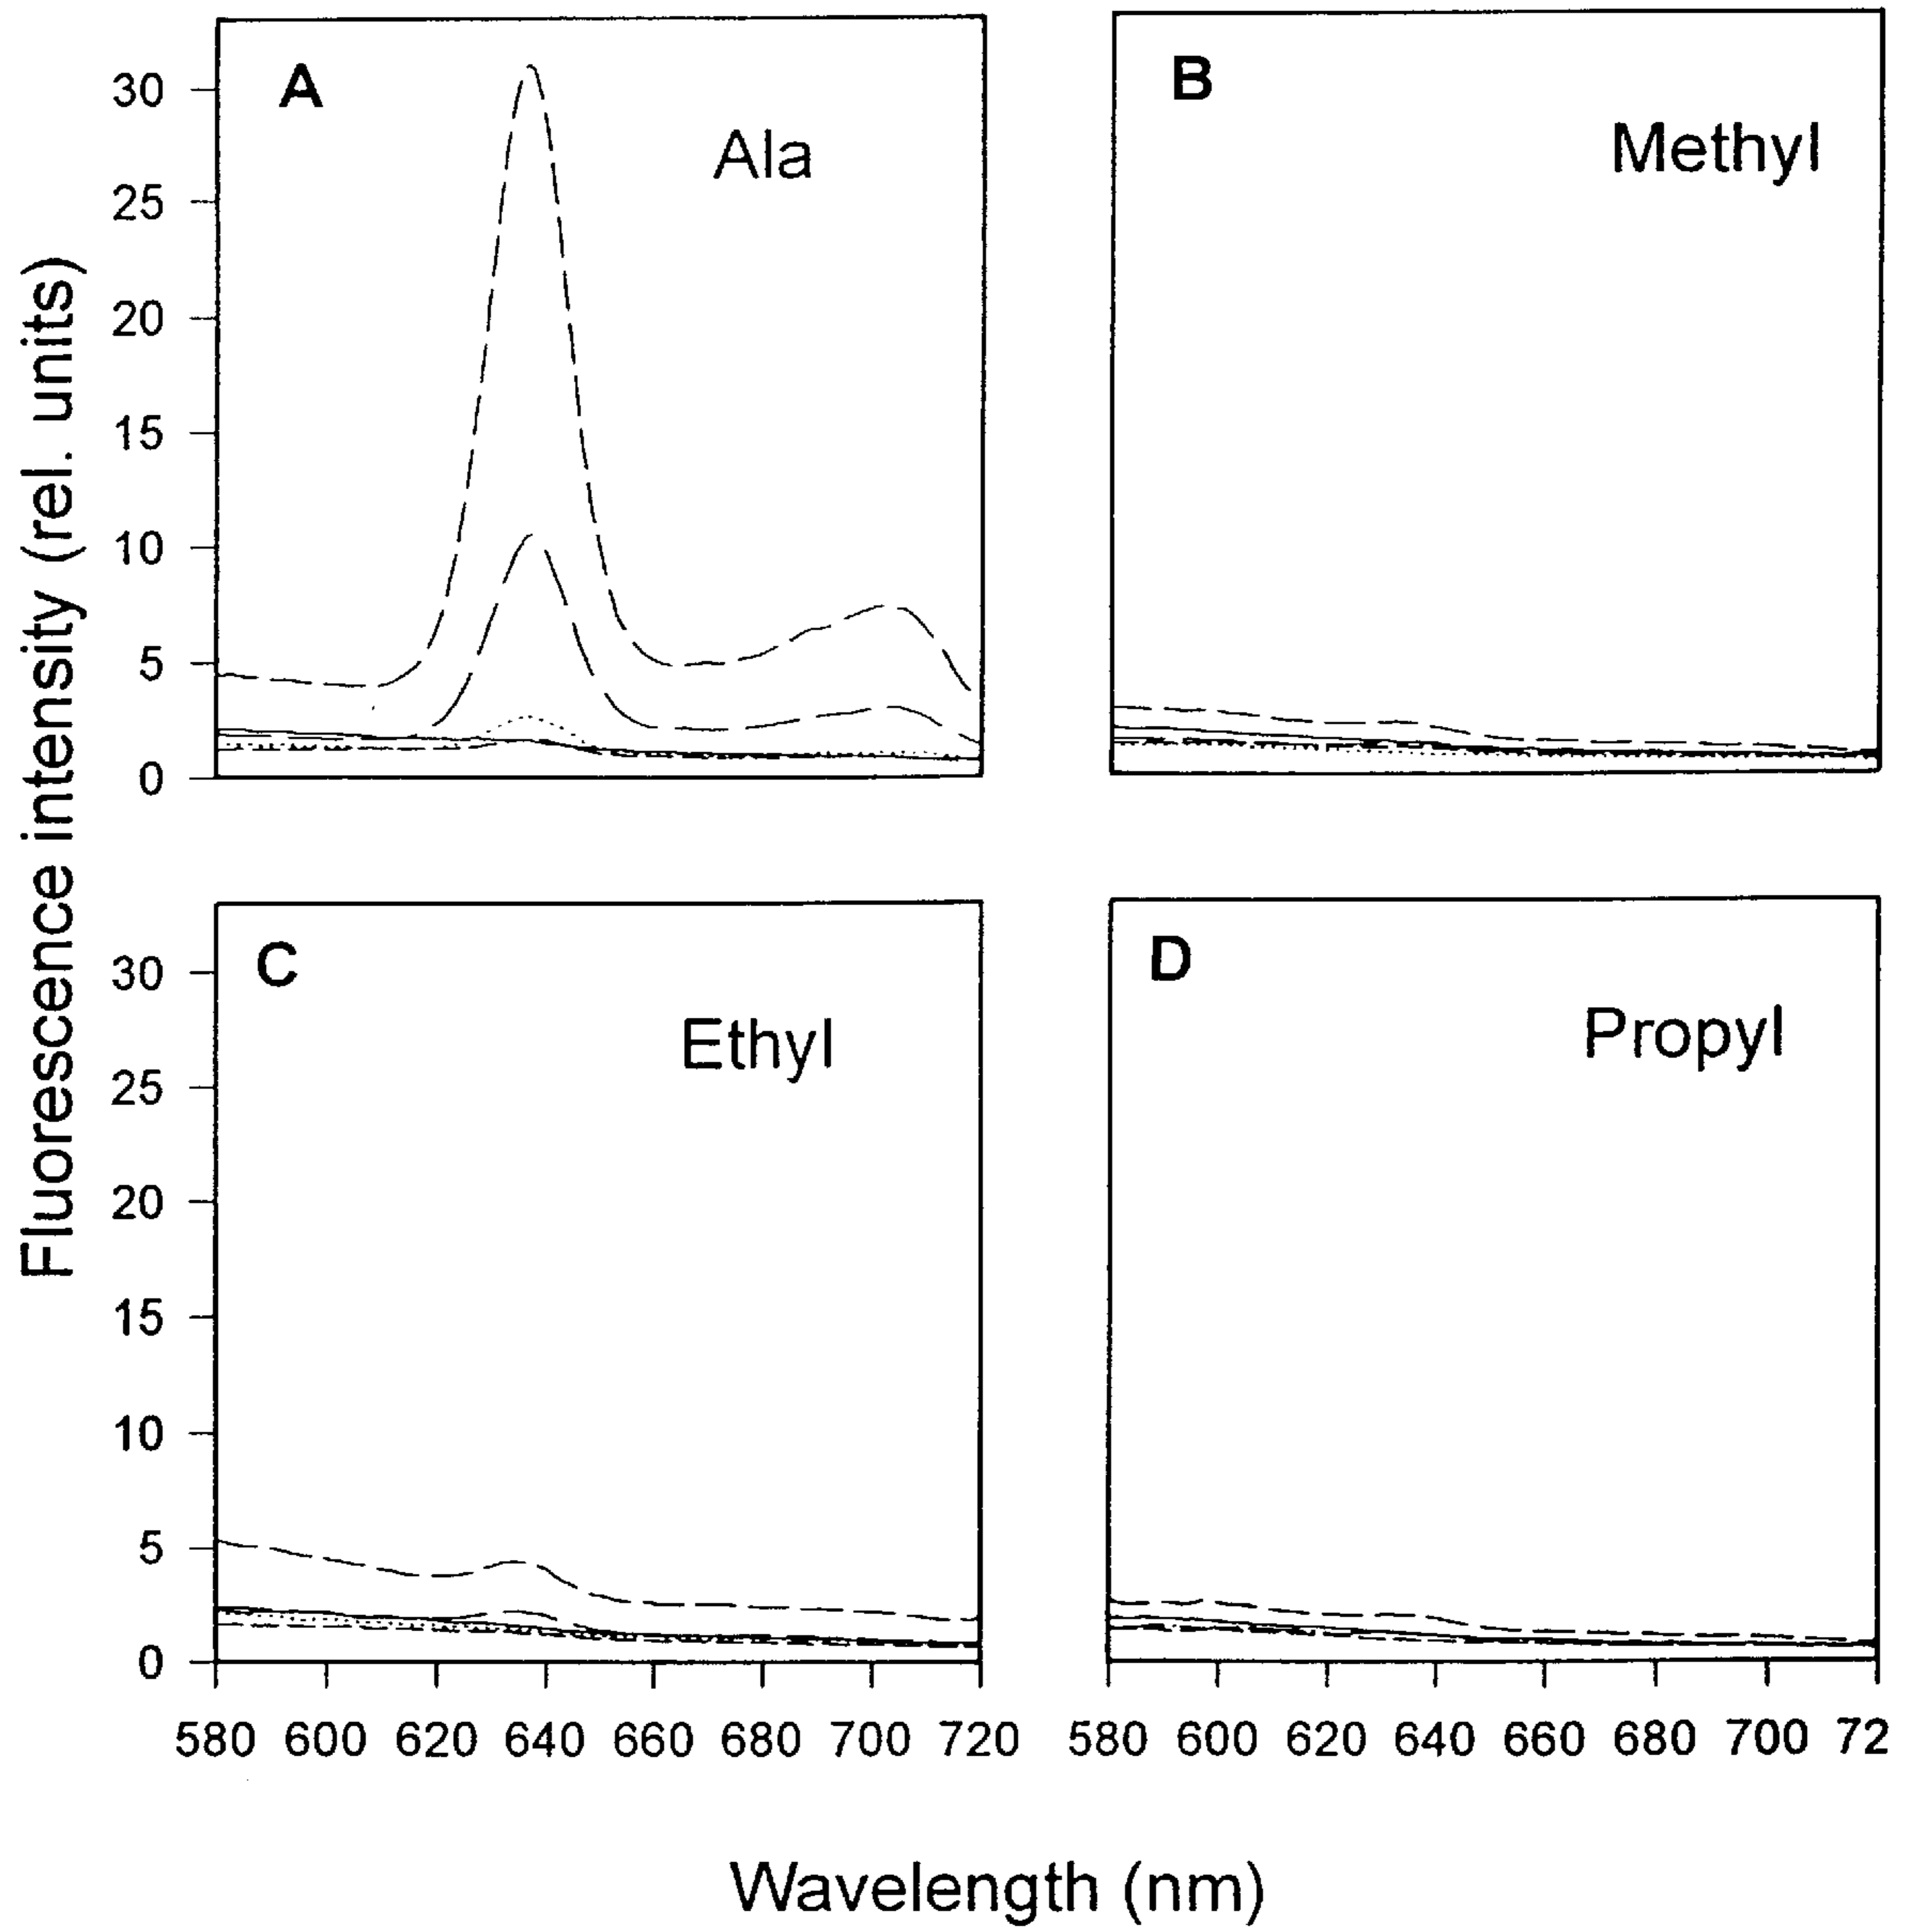 Fluorescence intensity (rel. units)
A
Ala
30
25
20
15
10
5
0
B
Methyl
C
Ethyl
30
25
20
15
10
5
0
580 600 620 640 660 680 700 720
D
Propyl
580 600 620 640 660 680 700 72
Wavelength (nm)